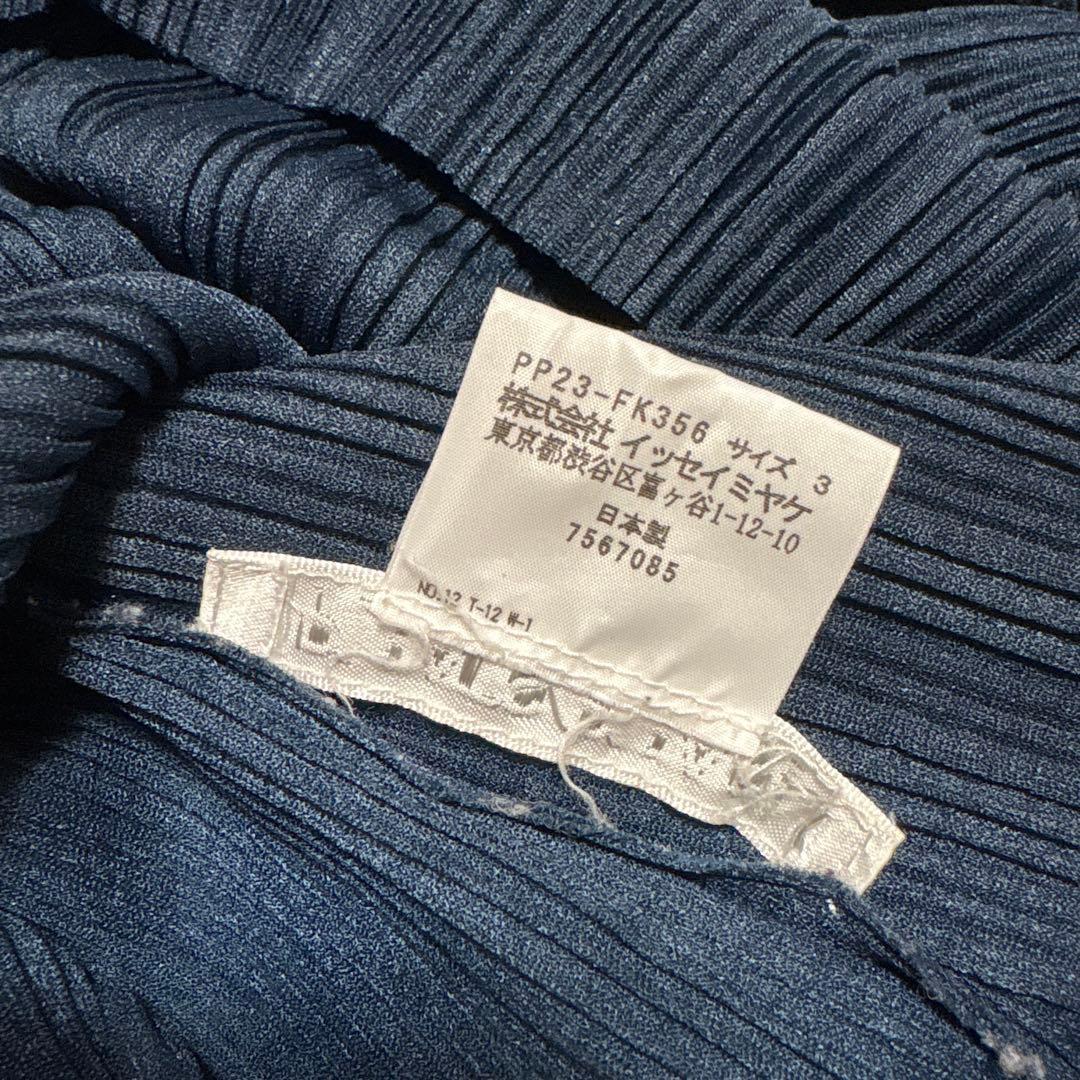 PP23-FK356 サイズ 3
株式会社 イッセイミヤケ
東京都渋谷区富ヶ谷1-12-10
日本製
7567085
NO.12 T-12 W-1